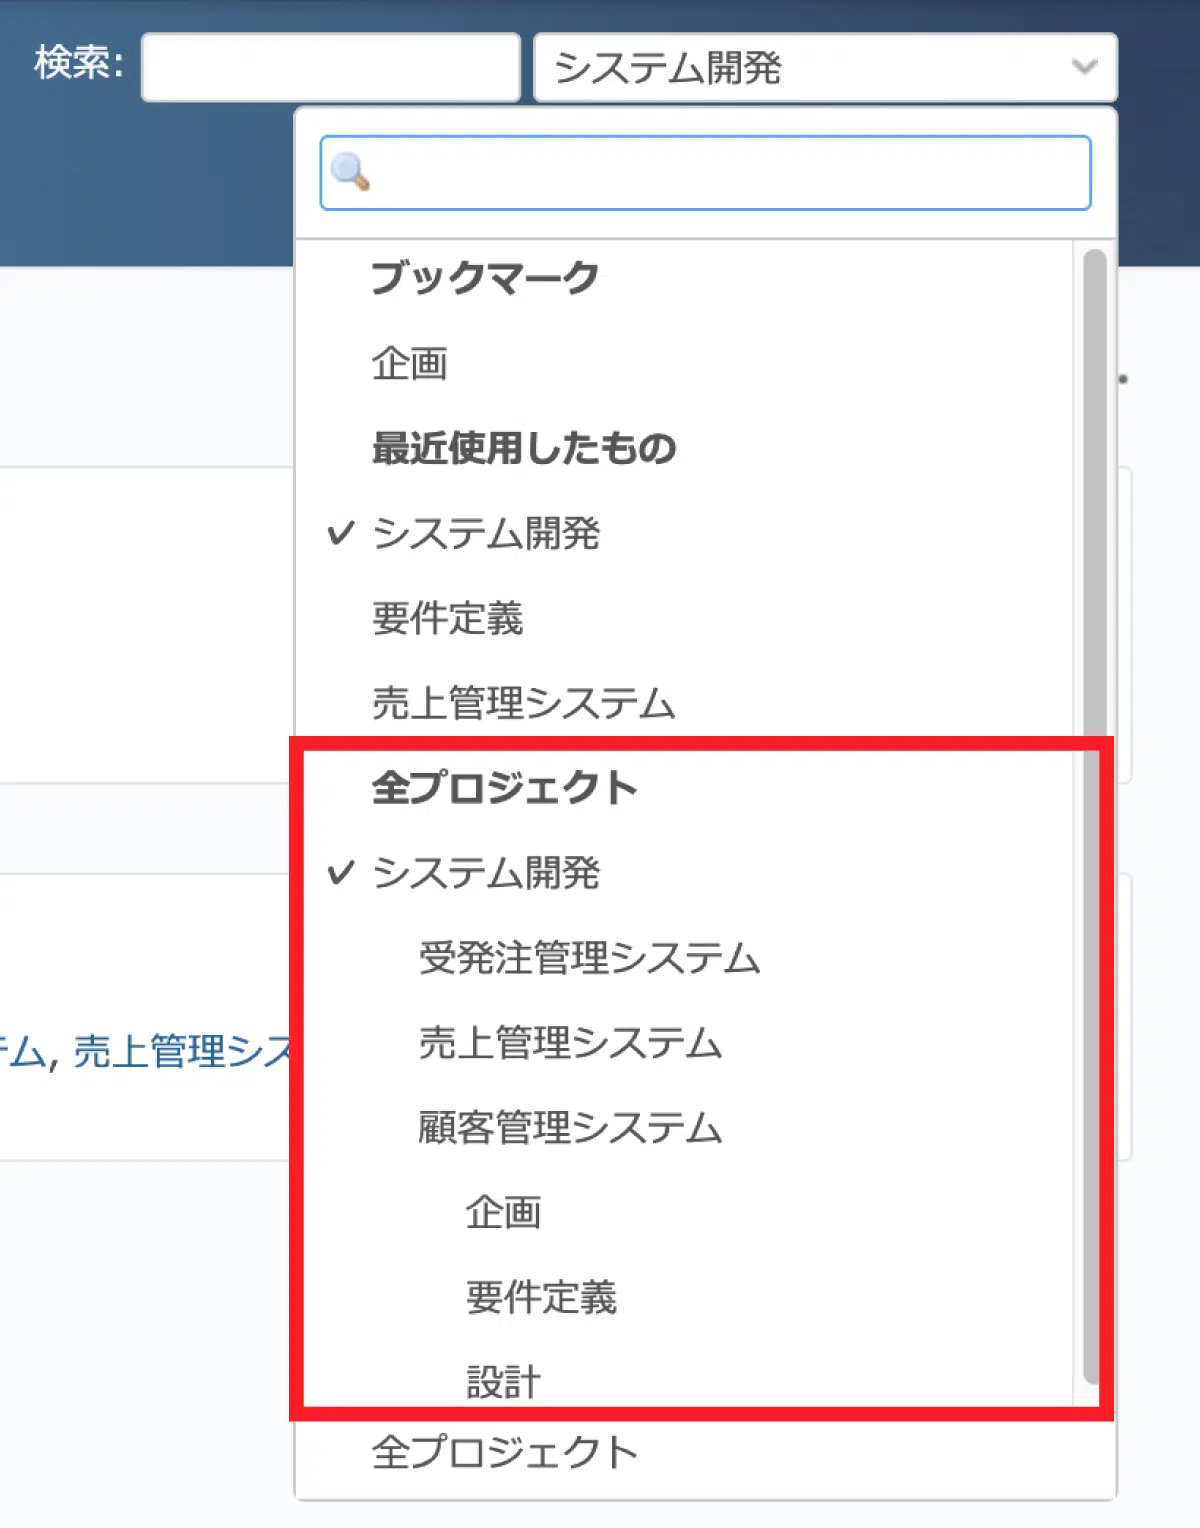 検索:
システム開発
ブックマーク
企画
最近使用したもの
✓ システム開発
要件定義
売上管理システム
全プロジェクト
✓ システム開発
受発注管理システム
売上管理システム
テム, 売上管理シス
顧客管理システム
企画
要件定義
設計
全プロジェクト